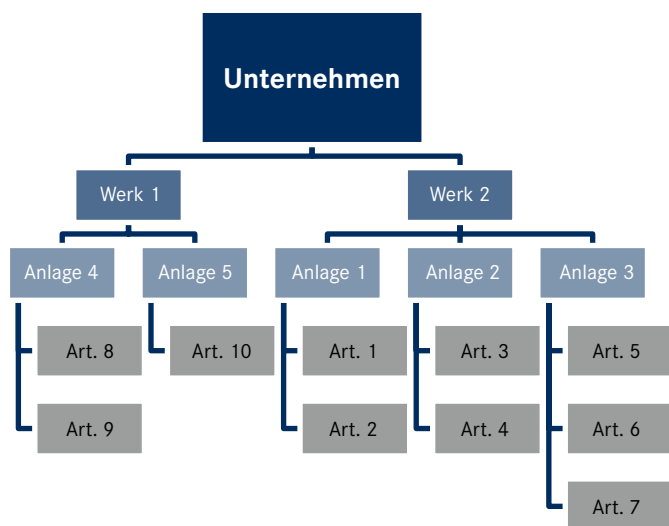 Unternehmen
Werk 1
Werk 2
Anlage 4
Anlage 5
Anlage 1
Anlage 2
Anlage 3
Art. 8
Art. 10
Art. 1
Art. 3
Art. 5
Art. 9
Art. 2
Art. 4
Art. 6
Art. 7